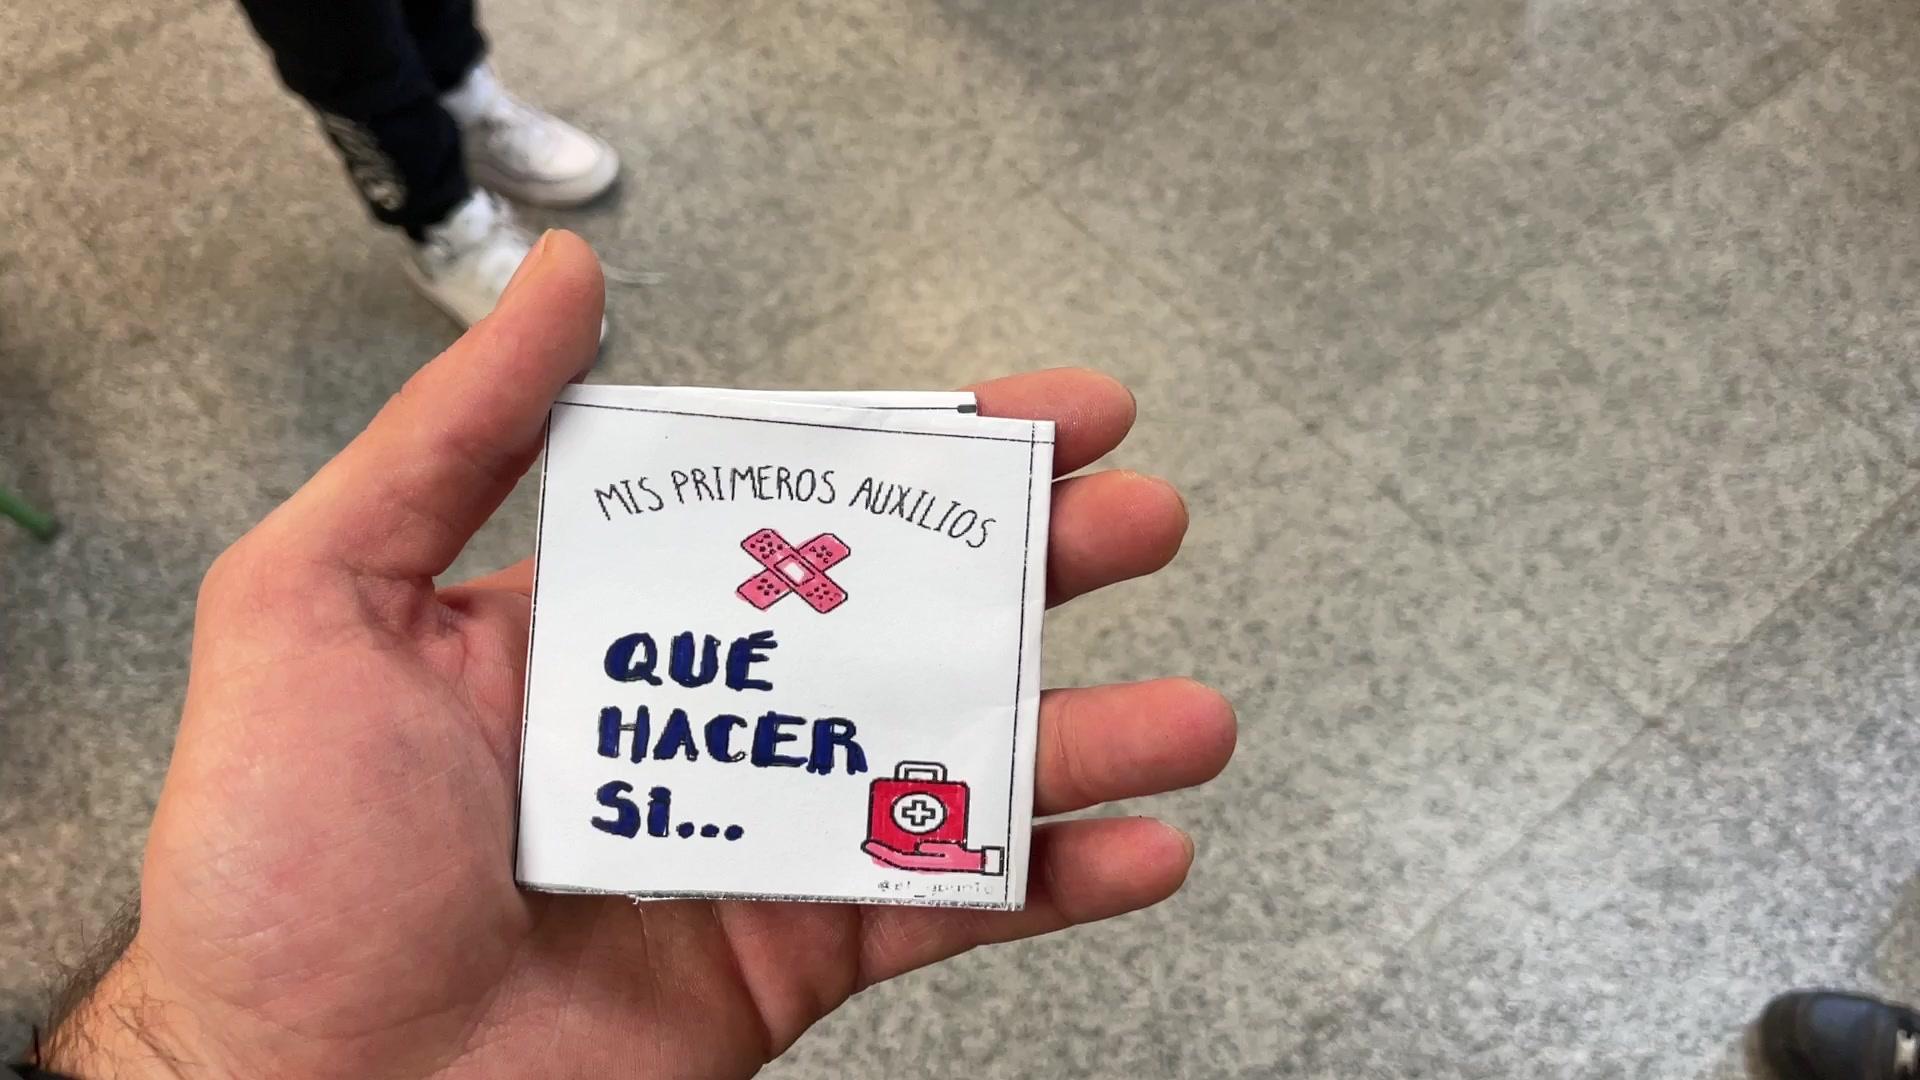 MIS PRIMEROS AUXILIOS
QUÉ
HACER
Si...